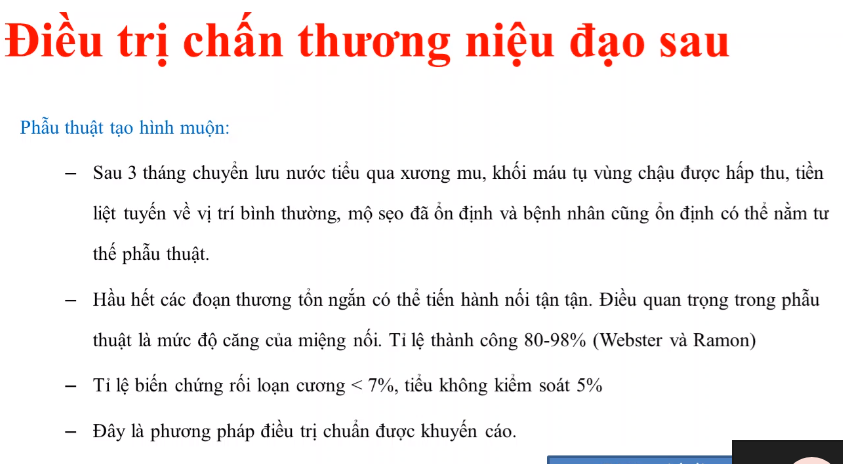 Điều trị chấn thương niệu đạo sau
Phẫu thuật tạo hình muộn:
– Sau 3 tháng chuyển lưu nước tiểu qua xương mu, khối máu tụ vùng chậu được hấp thu, tiền
liệt tuyến về vị trí bình thường, mộ sẹo đã ổn định và bệnh nhân cũng ổn định có thể nằm tư
thế phẫu thuật.
– Hầu hết các đoạn thương tổn ngắn có thể tiến hành nối tận tận. Điều quan trọng trong phẫu
thuật là mức độ căng của miệng nối. Tỉ lệ thành công 80-98% (Webster và Ramon)
– Tỉ lệ biến chứng rối loạn cương < 7%, tiểu không kiểm soát 5%
– Đây là phương pháp điều trị chuẩn được khuyến cáo.